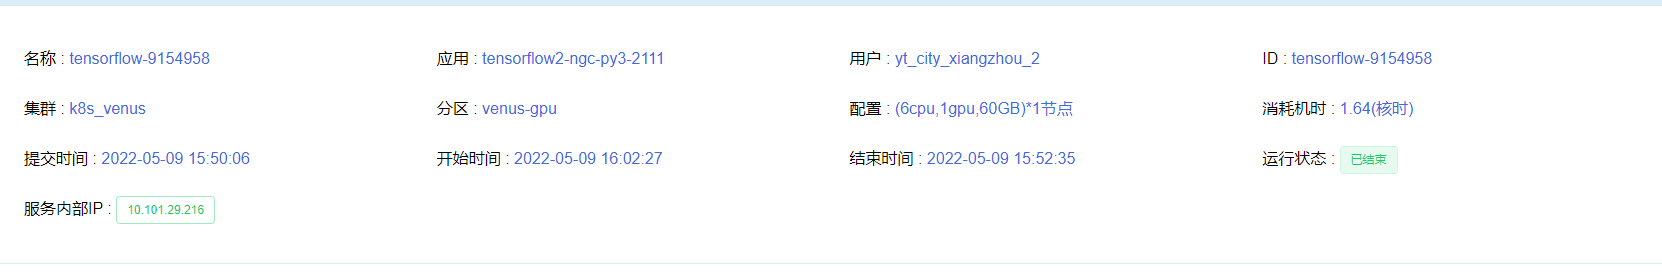 名称 : tensorflow-9154958 应用 : tensorflow2-ngc-py3-2111 用户 : yt_city_xiangzhou_2 ID : tensorflow-9154958
集群 : k8s_venus 分区 : venus-gpu 配置 : (6cpu,1gpu,60GB)*1节点 消耗机时 : 1.64(核时)
提交时间 : 2022-05-09 15:50:06 开始时间 : 2022-05-09 16:02:27 结束时间 : 2022-05-09 15:52:35 运行状态 : 已结束
服务内部IP : 10.101.29.216